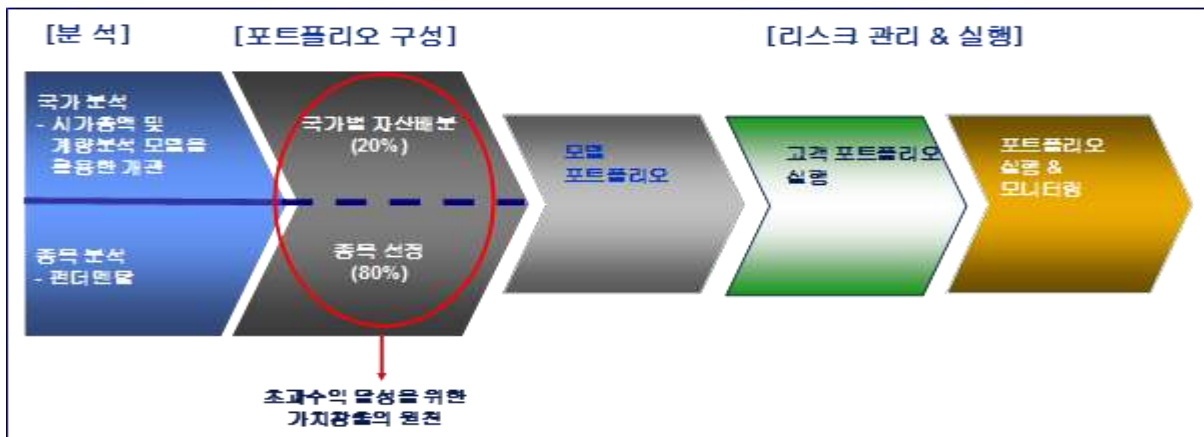 [분 석]
[포트폴리오 구성]
[리스크 관리 & 실행]
국가 분석
- 시가총액 및
계량분석 모델을
활용한 개관
종목 분석
- 펀더멘탈
국가별 자산배분
(20%)
종목 선정
(80%)
모델
포트폴리오
고객 포트폴리오
실행
포트폴리오
실행 &
모니터링
초과수익 달성을 위한
가치창출의 원천